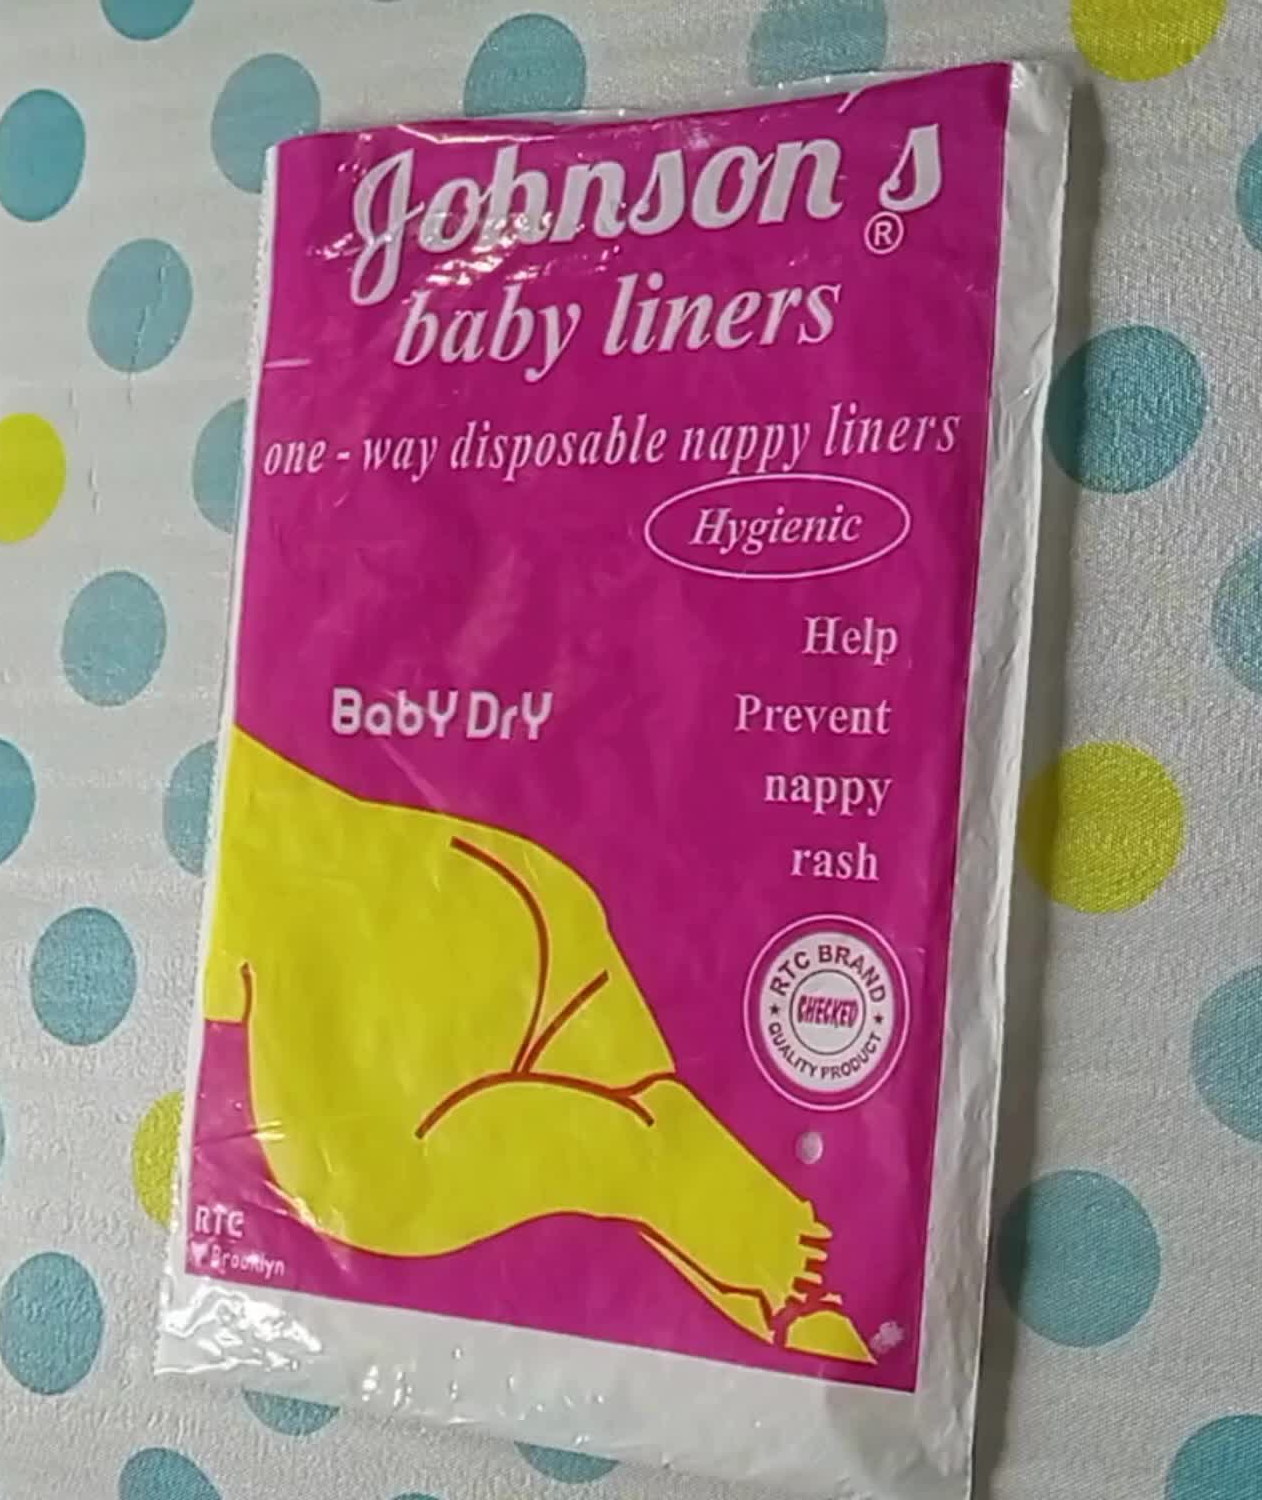 Johnson's
®
baby liners
one - way disposable nappy liners
Hygienic
Help
Prevent
nappy
rash
BabY DrY
RTC BRAND
CHECKED
QUALITY PRODUCT
RTC
Brooklyn